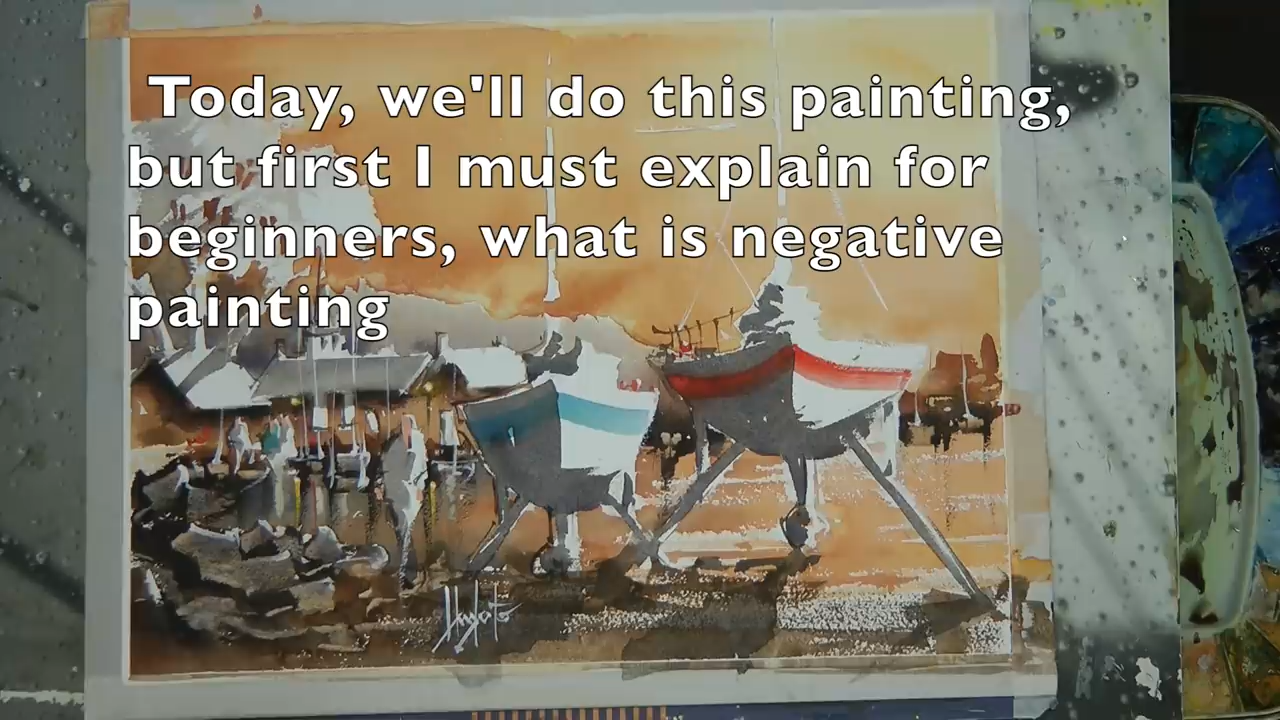 Today, we'll do this painting,
but first I must explain for
beginners, what is negative
painting